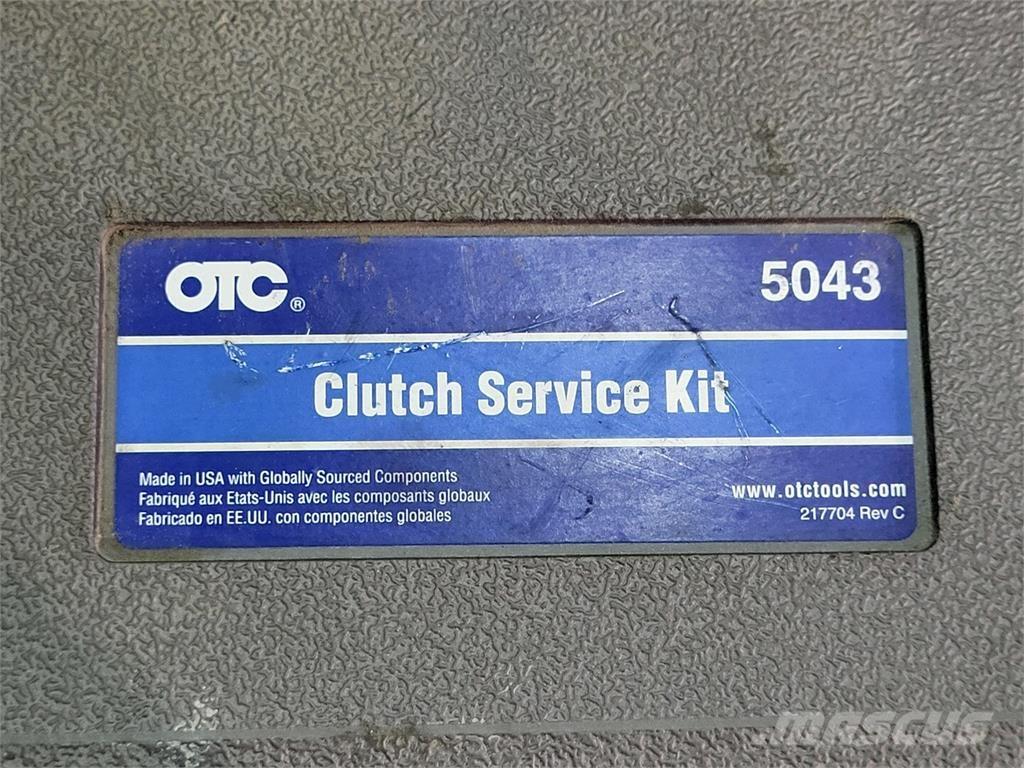 OTC® 5043
Clutch Service Kit
Made in USA with Globally Sourced Components
Fabriqué aux Etats-Unis avec les composants globaux
Fabricado en EE.UU. con componentes globales
www.otctools.com
217704 Rev C
MASCUS